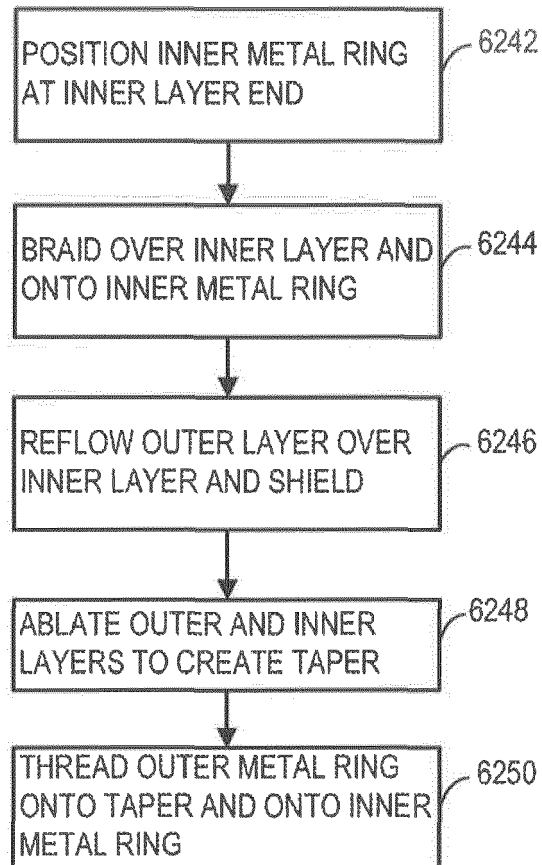 POSITION INNER METAL RING
AT INNER LAYER END
6242
BRAID OVER INNER LAYER AND
ONTO INNER METAL RING
6244
REFLOW OUTER LAYER OVER
INNER LAYER AND SHIELD
6246
ABLATE OUTER AND INNER
LAYERS TO CREATE TAPER
6248
THREAD OUTER METAL RING
ONTO TAPER AND ONTO INNER
METAL RING
6250